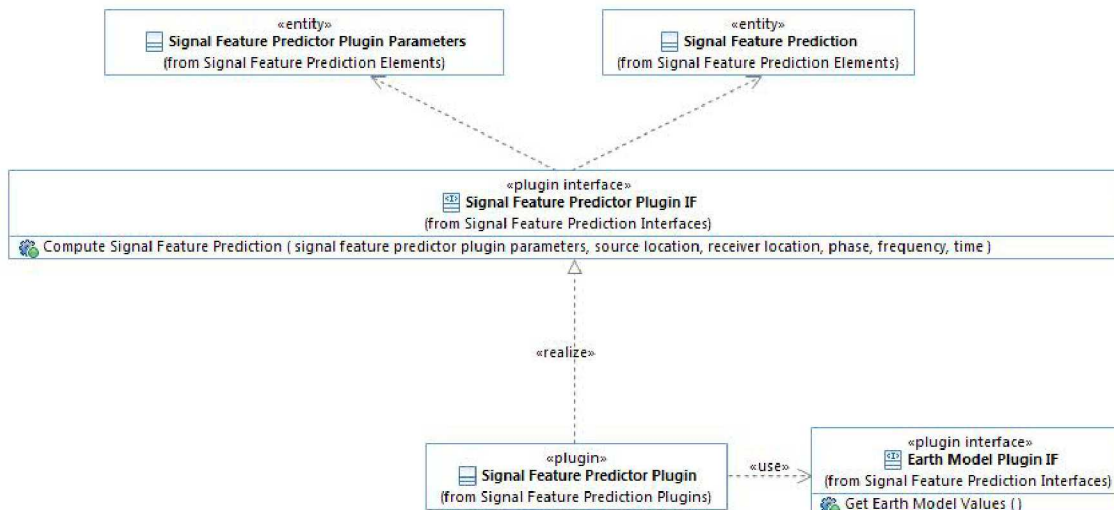 «entity»
Signal Feature Predictor Plugin Parameters
(from Signal Feature Prediction Elements)
«entity»
Signal Feature Prediction
(from Signal Feature Prediction Elements)
«plugin interface»
Signal Feature Predictor Plugin IF
(from Signal Feature Prediction Interfaces)
Compute Signal Feature Prediction ( signal feature predictor plugin parameters, source location, receiver location, phase, frequency, time )
«realize»
«plugin»
Signal Feature Predictor Plugin
(from Signal Feature Prediction Plugins)
«use»
«plugin interface»
Earth Model Plugin IF
(from Signal Feature Prediction Interfaces)
Get Earth Model Values ( )